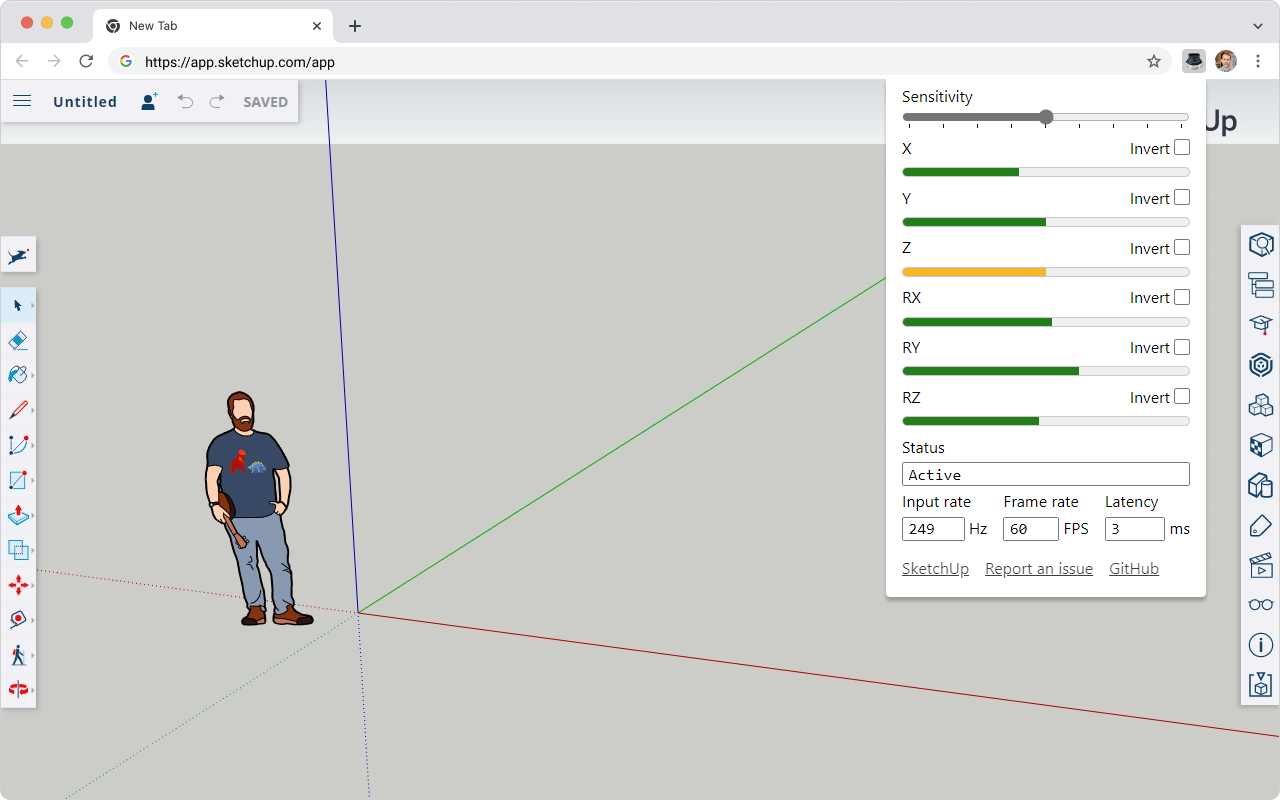 New Tab
https://app.sketchup.com/app
Untitled
SAVED
Up
Sensitivity
X Invert
Y Invert
Z Invert
RX Invert
RY Invert
RZ Invert
Status
Active
Input rate Frame rate Latency
249 Hz 60 FPS 3 ms
SketchUp Report an issue GitHub